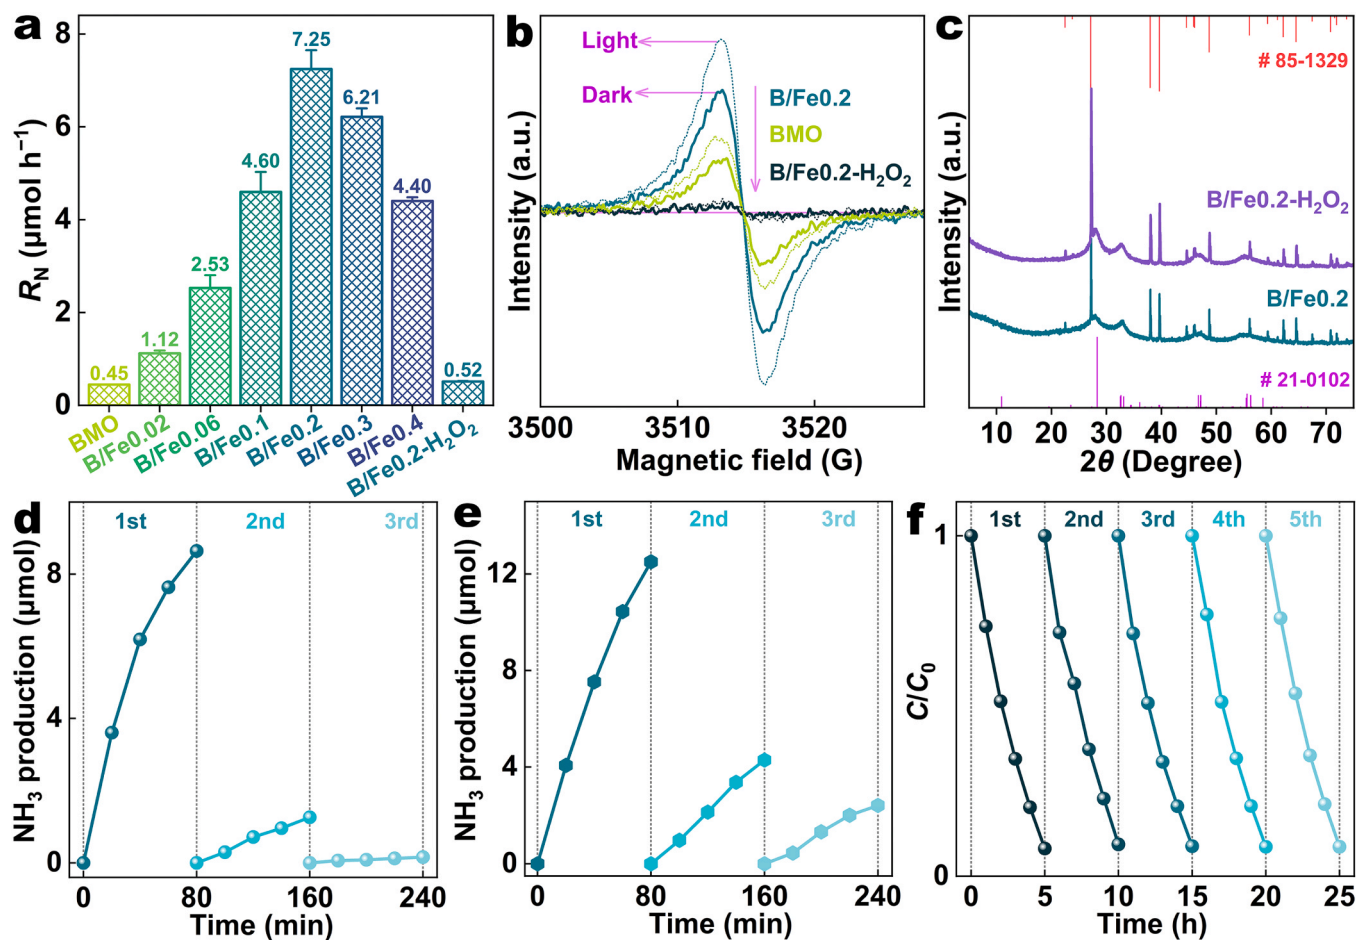 a
R_N (μmol h⁻¹)
8
6
4
2
0
0.45
1.12
2.53
4.60
7.25
6.21
4.40
0.52
BMO
B/Fe0.02
B/Fe0.06
B/Fe0.1
B/Fe0.2
B/Fe0.3
B/Fe0.4
B/Fe0.2-H₂O₂
b
Intensity (a.u.)
Light
Dark
B/Fe0.2
BMO
B/Fe0.2-H₂O₂
3500
3510
3520
Magnetic field (G)
c
Intensity (a.u.)
# 85-1329
B/Fe0.2-H₂O₂
B/Fe0.2
# 21-0102
10 20 30 40 50 60 70
2θ (Degree)
d
NH₃ production (μmol)
1st 2nd 3rd
8
4
0
0 80 160 240
Time (min)
e
NH₃ production (μmol)
1st 2nd 3rd
12
8
4
0
0 80 160 240
Time (min)
f
C/C₀
1st 2nd 3rd 4th 5th
1
0
0 5 10 15 20 25
Time (h)